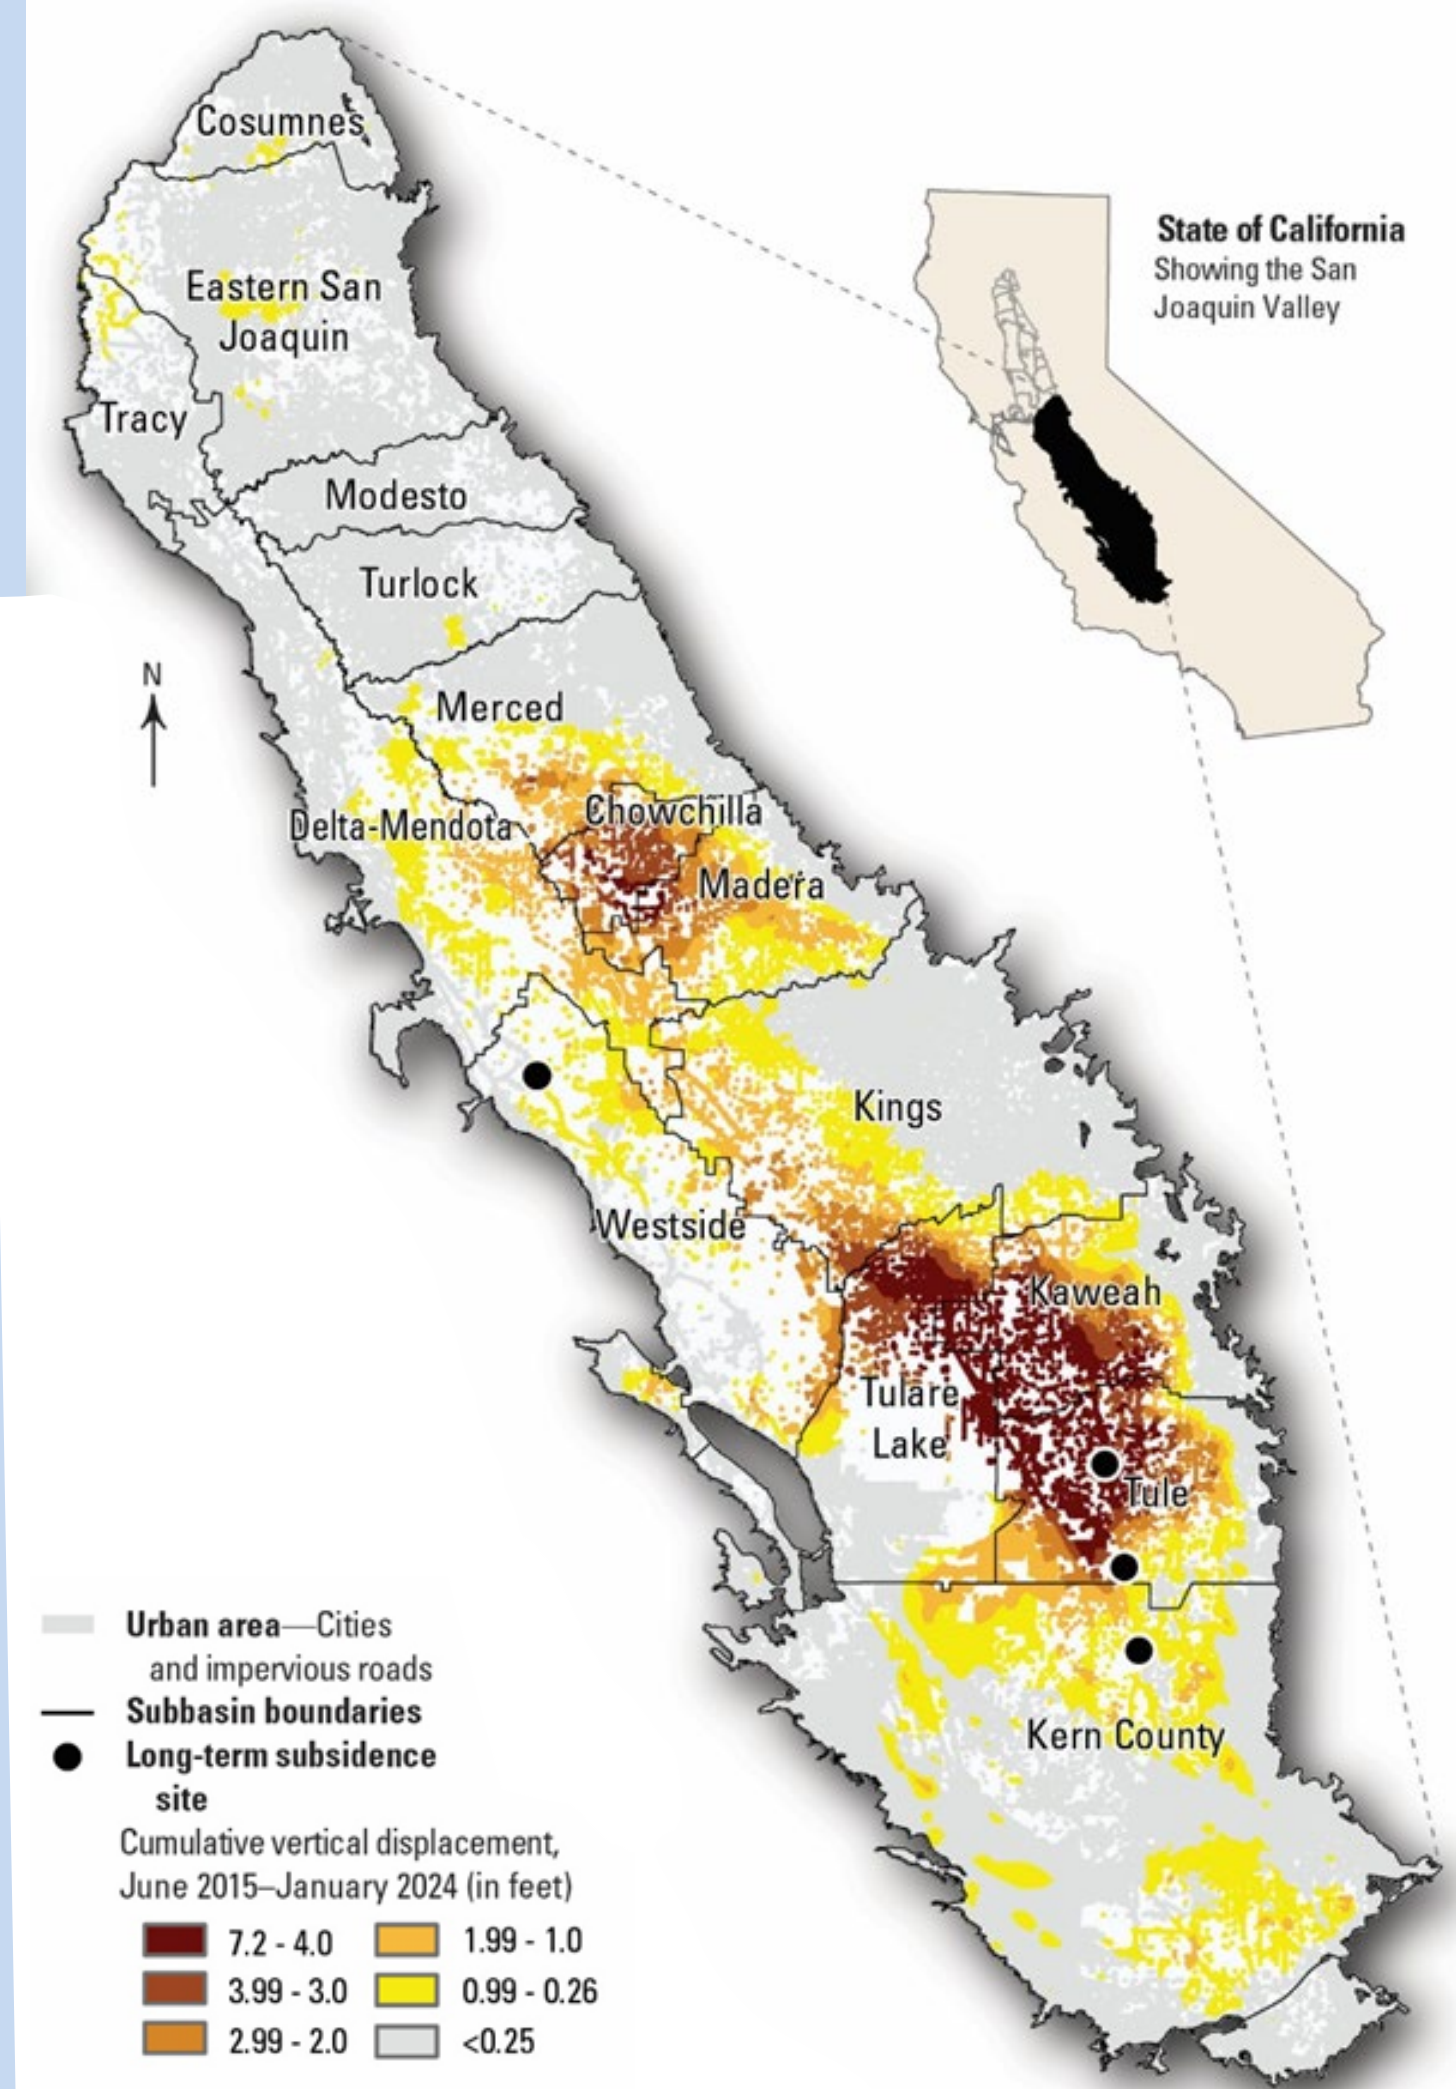 Cosumnes
State of California
Showing the San
Joaquin Valley
Eastern San
Joaquin
Tracy
Modesto
Turlock
N
Merced
Chowchilla
Delta-Mendota
Madera
Kings
Westside
Kaweah
Tulare
Lake
Tule
Urban area—Cities
and impervious roads
Subbasin boundaries
Long-term subsidence
site
Kern County
Cumulative vertical displacement,
June 2015–January 2024 (in feet)
7.2 - 4.0
1.99 - 1.0
3.99 - 3.0
0.99 - 0.26
2.99 - 2.0
<0.25